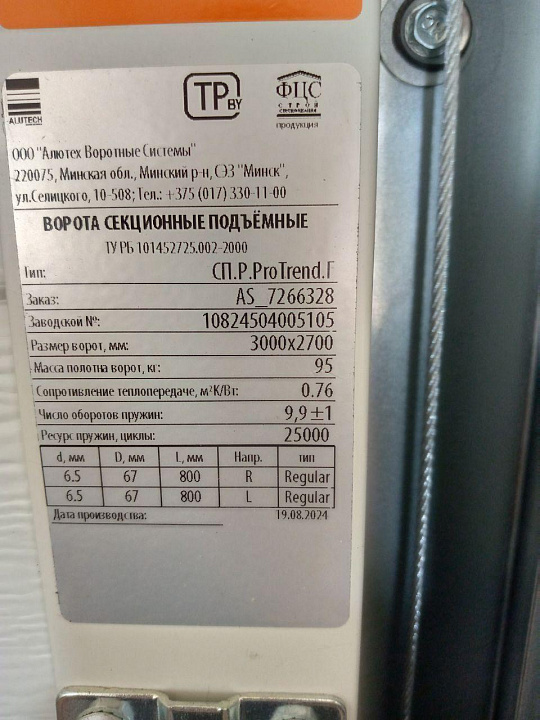 ALUTECH
TP BY
ФЦС
СТРОЙ
продукция
ООО "Алютех Воротные Системы"
220075, Минская обл., Минский р-н, СЭЗ "Минск",
ул.Селицкого, 10-508; Тел.: +375 (017) 330-11-00
ВОРОТА СЕКЦИОННЫЕ ПОДЪЁМНЫЕ
ТУ РБ 101452725.002-2000
Тип: СП.Р.ProTrend.Г
Заказ: AS_7266328
Заводской №: 10824504005105
Размер ворот, мм: 3000x2700
Масса полотна ворот, кг: 95
Сопротивление теплопередаче, м²К/Вт: 0.76
Число оборотов пружин: 9,9±1
Ресурс пружин, циклы: 25000
d, мм D, мм L, мм Напр. тип
6.5 67 800 R Regular
6.5 67 800 L Regular
Дата производства: 19.08.2024